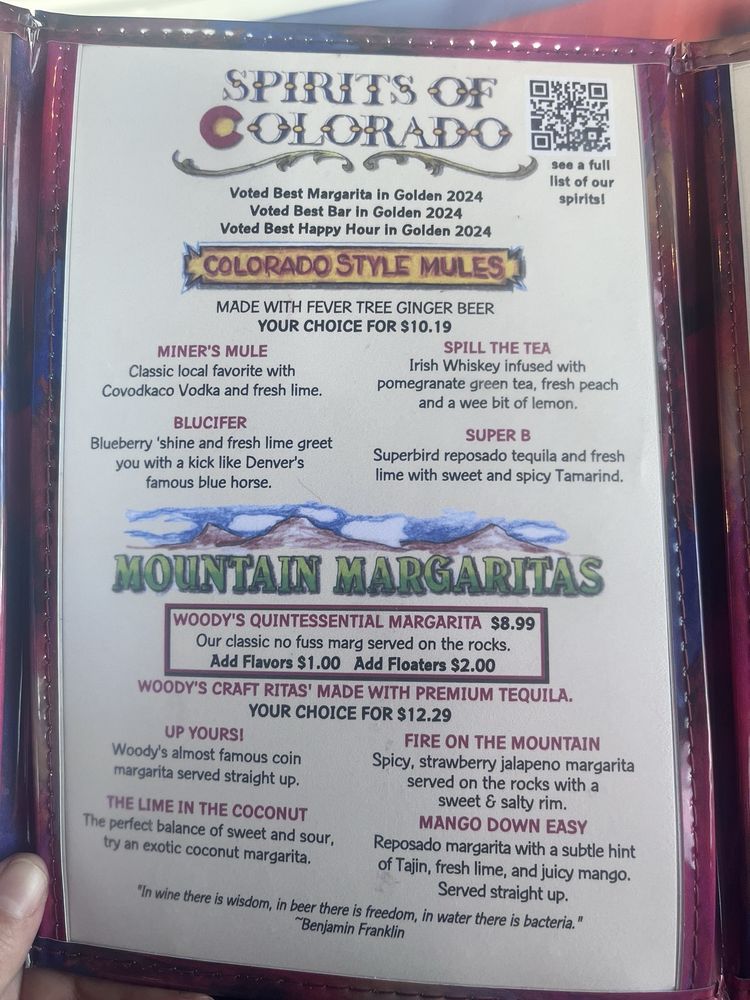 SPIRITS OF
COLORADO
see a full
list of our
spirits!
Voted Best Margarita in Golden 2024
Voted Best Bar in Golden 2024
Voted Best Happy Hour in Golden 2024
COLORADO STYLE MULES
MADE WITH FEVER TREE GINGER BEER
YOUR CHOICE FOR $10.19
MINER'S MULE
Classic local favorite with
Covodkaco Vodka and fresh lime.
SPILL THE TEA
Irish Whiskey infused with
pomegranate green tea, fresh peach
and a wee bit of lemon.
BLUCIFER
Blueberry 'shine and fresh lime greet
you with a kick like Denver's
famous blue horse.
SUPER B
Superbird reposado tequila and fresh
lime with sweet and spicy Tamarind.
MOUNTAIN MARGARITAS
WOODY'S QUINTESSENTIAL MARGARITA $8.99
Our classic no fuss marg served on the rocks.
Add Flavors $1.00 Add Floaters $2.00
WOODY'S CRAFT RITAS' MADE WITH PREMIUM TEQUILA.
YOUR CHOICE FOR $12.29
UP YOURS!
Woody's almost famous coin
margarita served straight up.
FIRE ON THE MOUNTAIN
Spicy, strawberry jalapeno margarita
served on the rocks with a
sweet & salty rim.
THE LIME IN THE COCONUT
The perfect balance of sweet and sour,
try an exotic coconut margarita.
MANGO DOWN EASY
Reposado margarita with a subtle hint
of Tajin, fresh lime, and juicy mango.
Served straight up.
"In wine there is wisdom, in beer there is freedom, in water there is bacteria."
~Benjamin Franklin